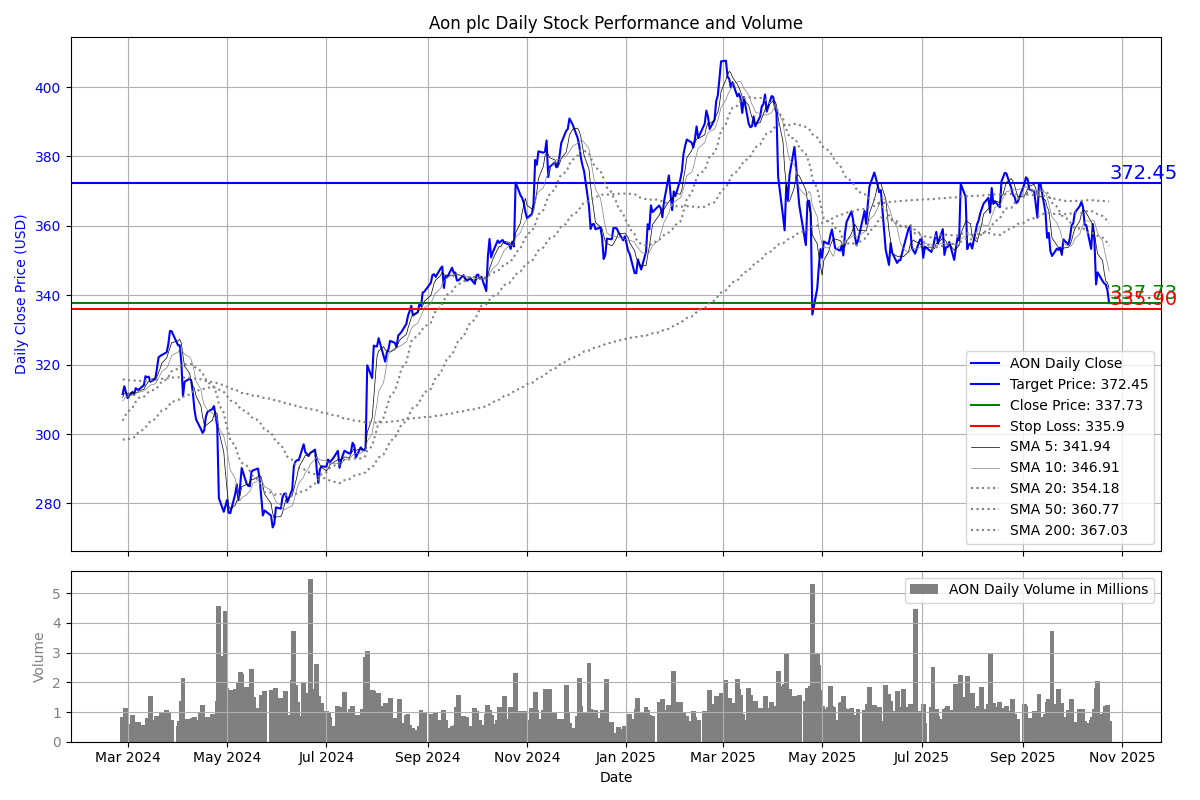 Aon plc Daily Stock Performance and Volume
Daily Close Price (USD)
400
380
360
340
320
300
280
372.45
337.73
335.90
AON Daily Close
Target Price: 372.45
Close Price: 337.73
Stop Loss: 335.9
SMA 5: 341.94
SMA 10: 346.91
SMA 20: 354.18
SMA 50: 360.77
SMA 200: 367.03
AON Daily Volume in Millions
Volume
5
4
3
2
1
0
Mar 2024 May 2024 Jul 2024 Sep 2024 Nov 2024 Jan 2025 Mar 2025 May 2025 Jul 2025 Sep 2025 Nov 2025
Date